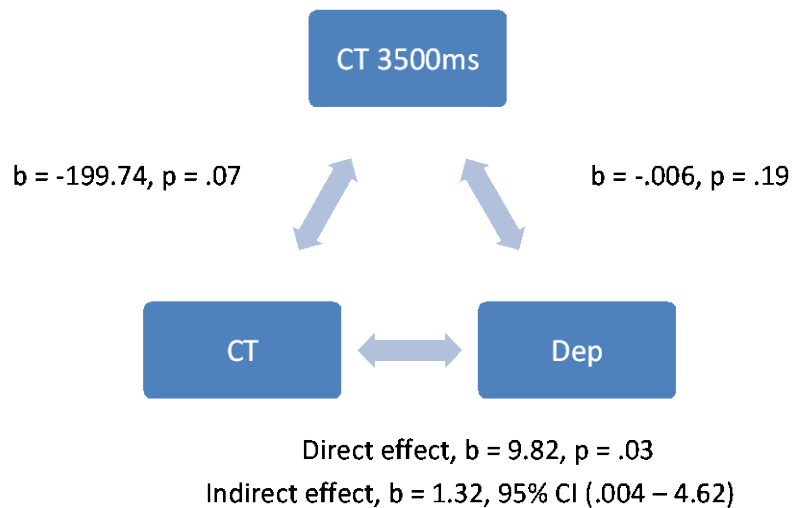 CT 3500ms
b = -199.74, p = .07
b = -.006, p = .19
CT
Dep
Direct effect, b = 9.82, p = .03
Indirect effect, b = 1.32, 95% CI (.004 – 4.62)